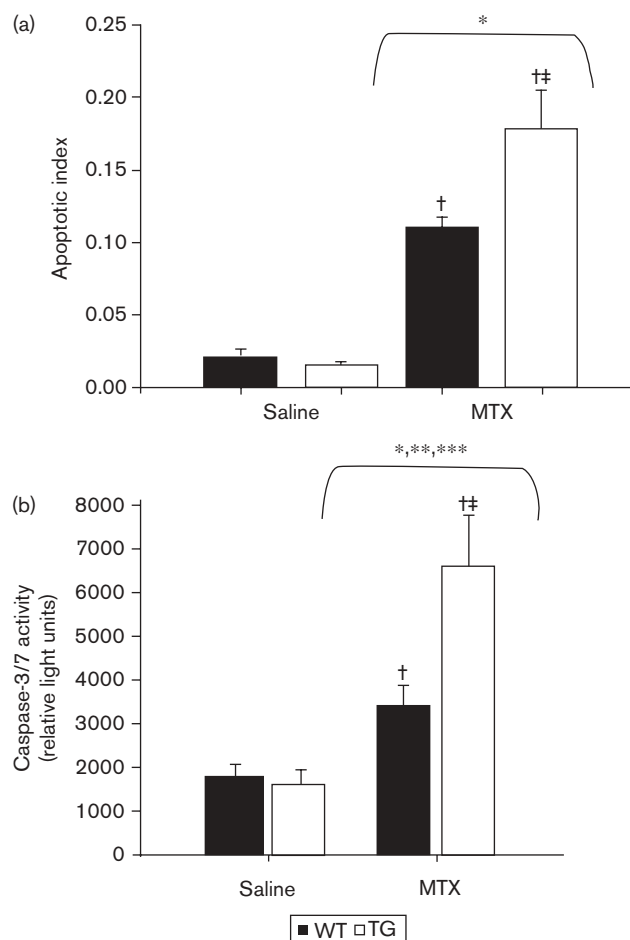 (a)
*
0.25
0.20
0.15
0.10
0.05
0.00
Apoptotic index
†
†‡
Saline
MTX
(b)
*,**,***
8000
7000
6000
5000
4000
3000
2000
1000
0
Caspase-3/7 activity
(relative light units)
†
†‡
Saline
MTX
WT TG